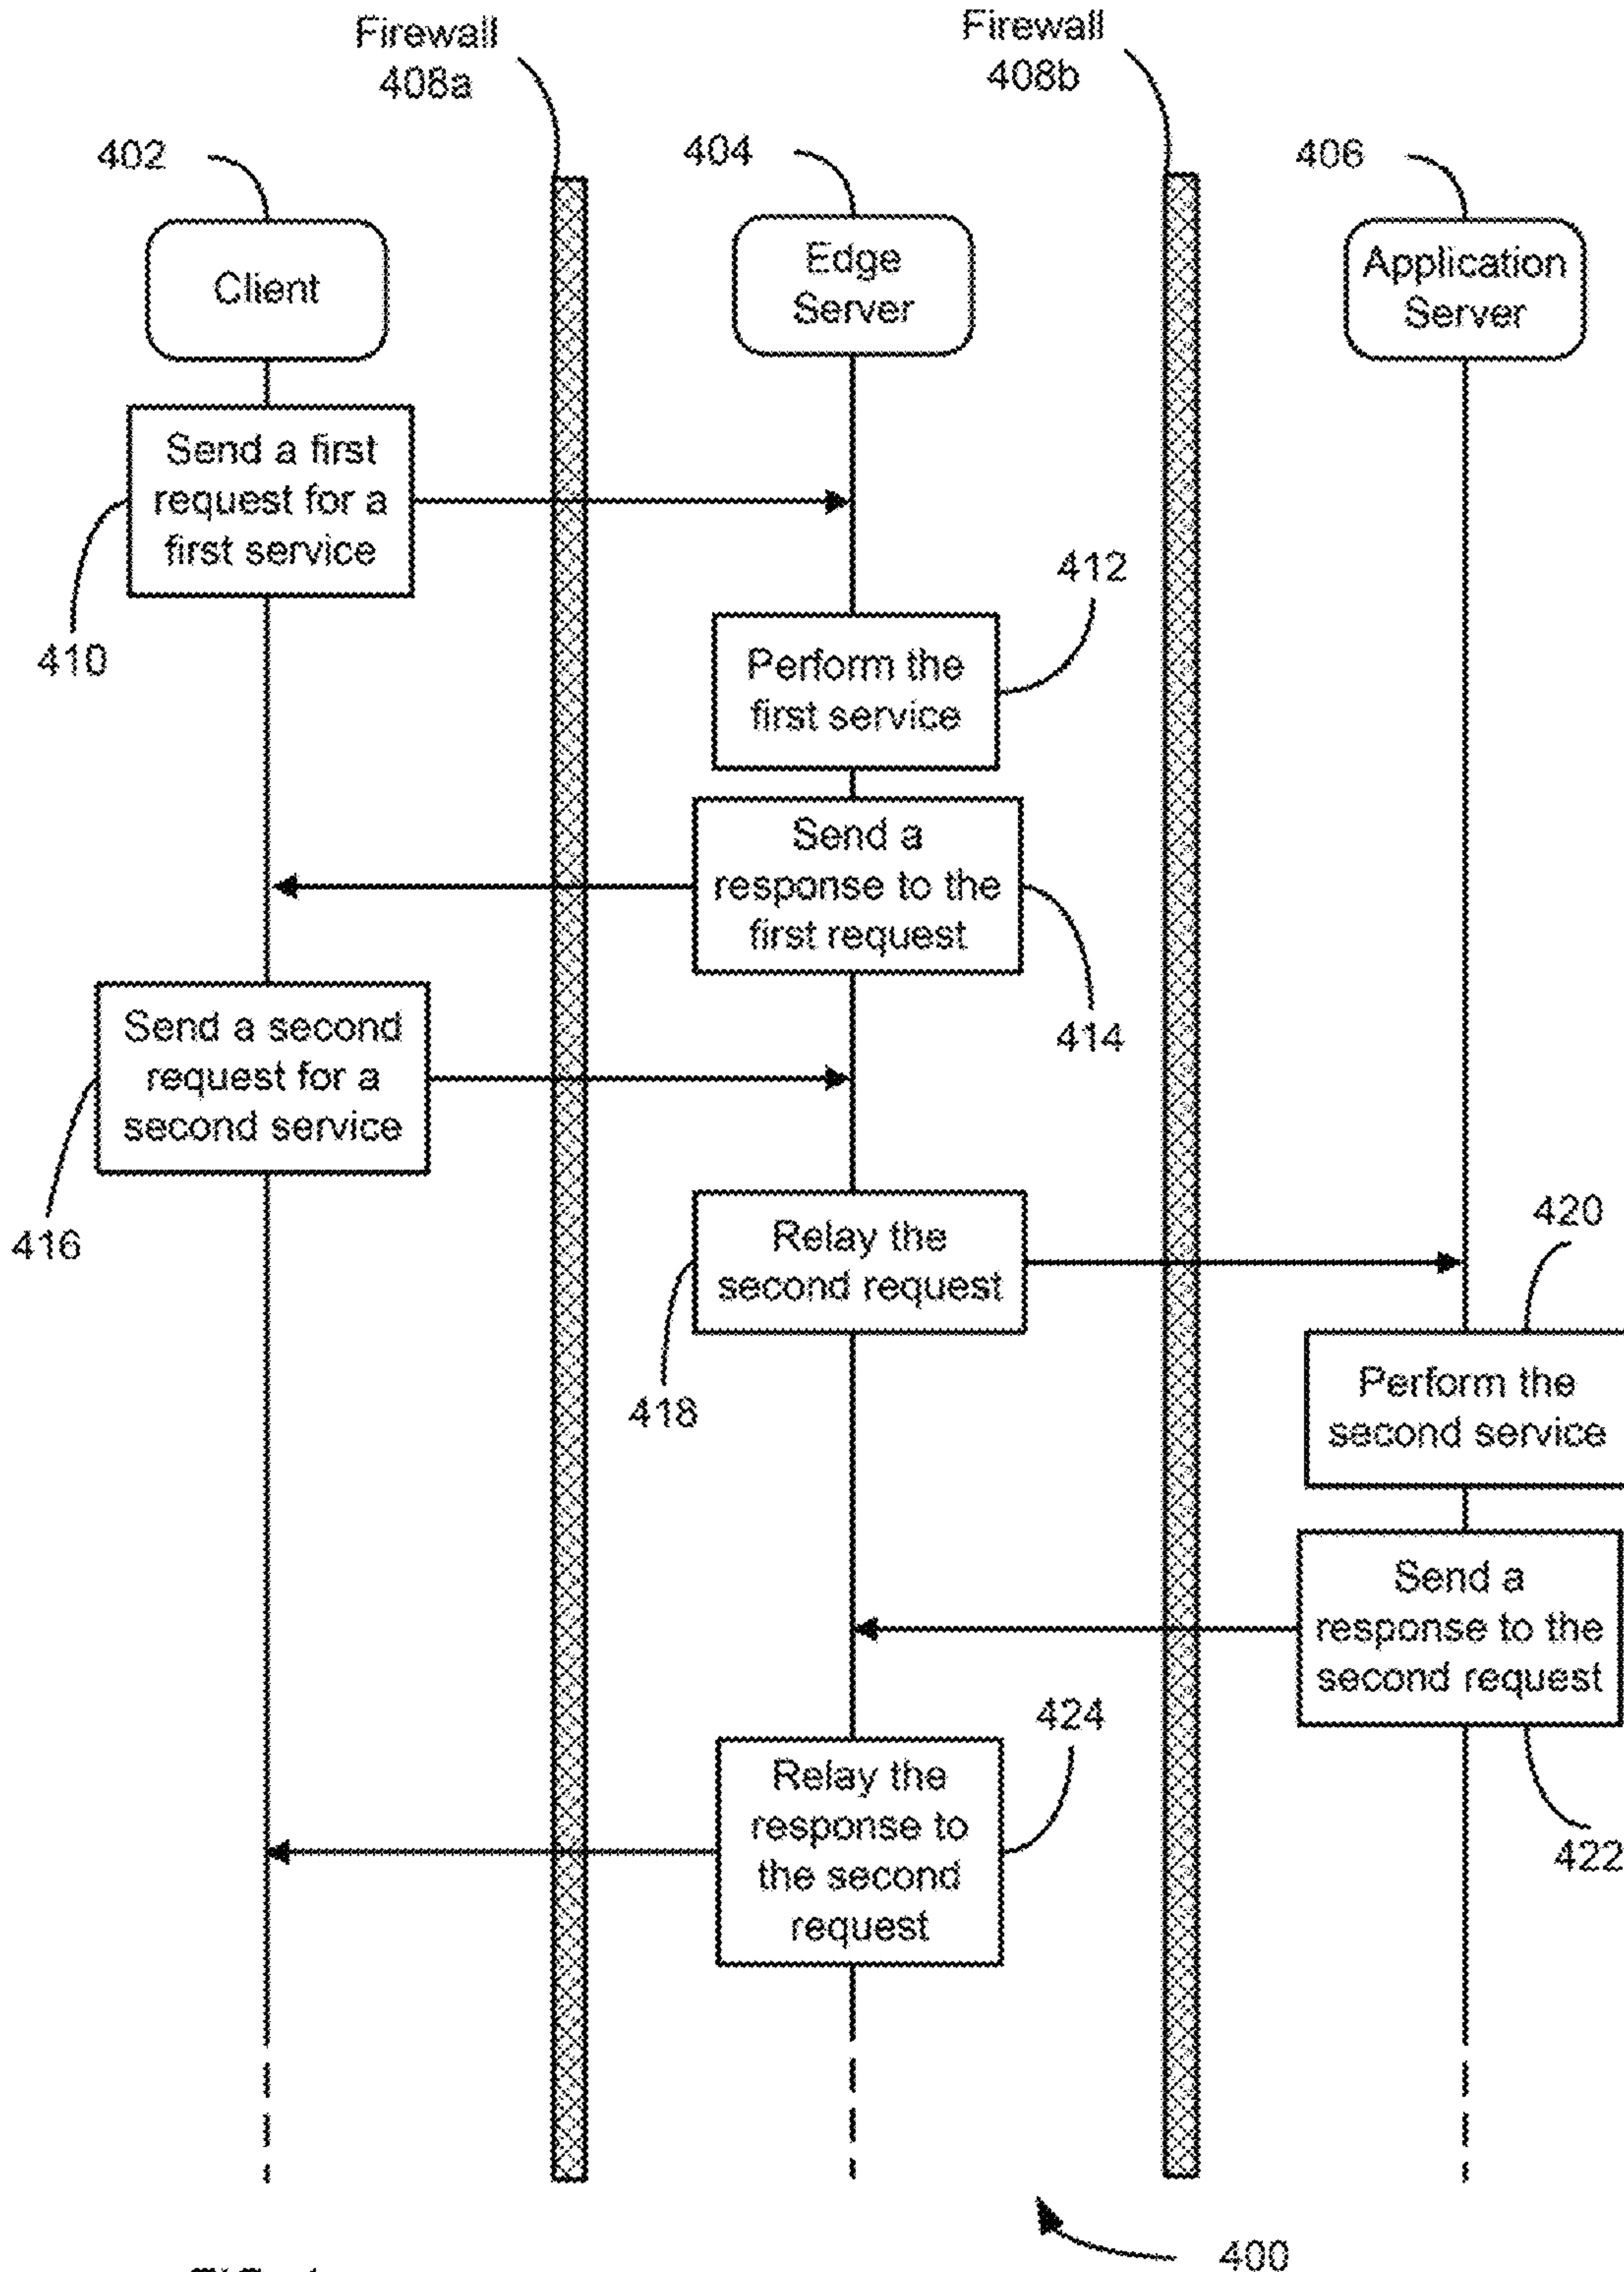 Firewall
408a
Firewall
408b
402
404
406
Client
Edge
Server
Application
Server
Send a first
request for a
first service
410
412
Perform the
first service
Send a
response to the
first request
414
Send a second
request for a
second service
416
Relay the
second request
418
420
Perform the
second service
Send a
response to the
second request
422
424
Relay the
response to
the second
request
400